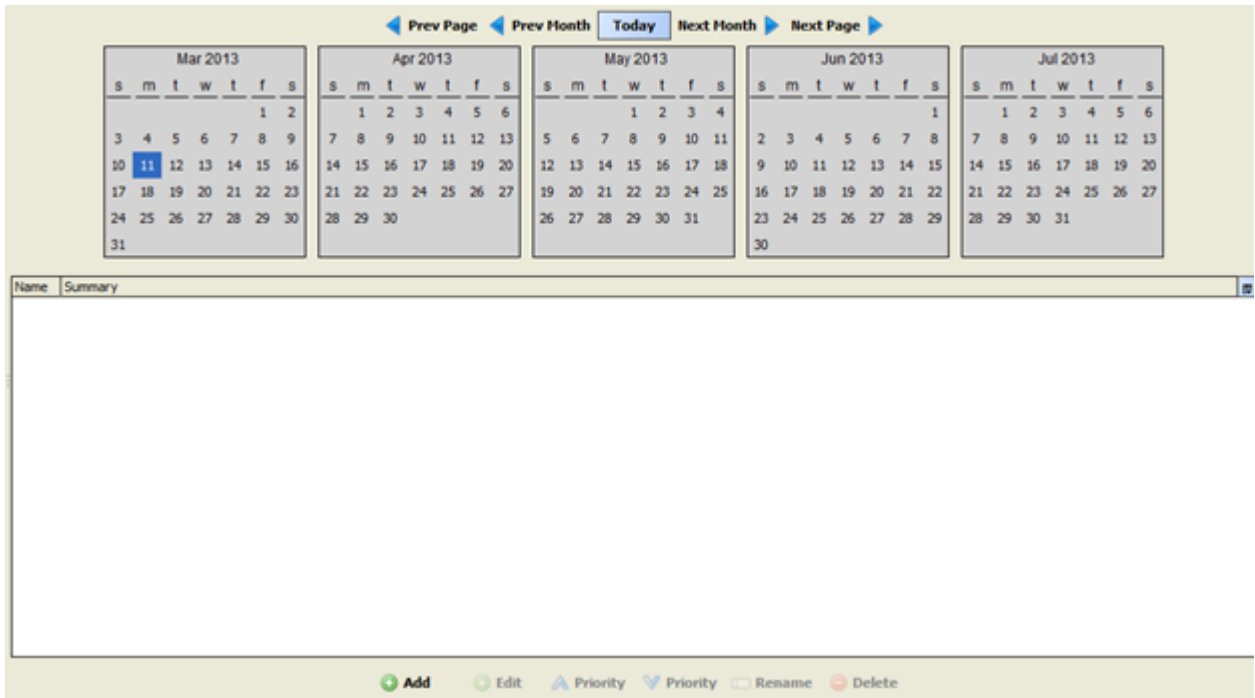 Prev Page Prev Month Today Next Month Next Page
Mar 2013 Apr 2013 May 2013 Jun 2013 Jul 2013
s m t w t f s s m t w t f s s m t w t f s s m t w t f s s m t w t f s
1 2 1 2 3 4 5 6 1 2 3 4 1 1 2 3 4 5 6
3 4 5 6 7 8 9 7 8 9 10 11 12 13 5 6 7 8 9 10 11 2 3 4 5 6 7 8 7 8 9 10 11 12 13
10 11 12 13 14 15 16 14 15 16 17 18 19 20 12 13 14 15 16 17 18 9 10 11 12 13 14 15 14 15 16 17 18 19 20
17 18 19 20 21 22 23 21 22 23 24 25 26 27 19 20 21 22 23 24 25 16 17 18 19 20 21 22 21 22 23 24 25 26 27
24 25 26 27 28 29 30 28 29 30 26 27 28 29 30 31 23 24 25 26 27 28 29 28 29 30 31
31 30
Name Summary
Add Edit Priority Priority Rename Delete